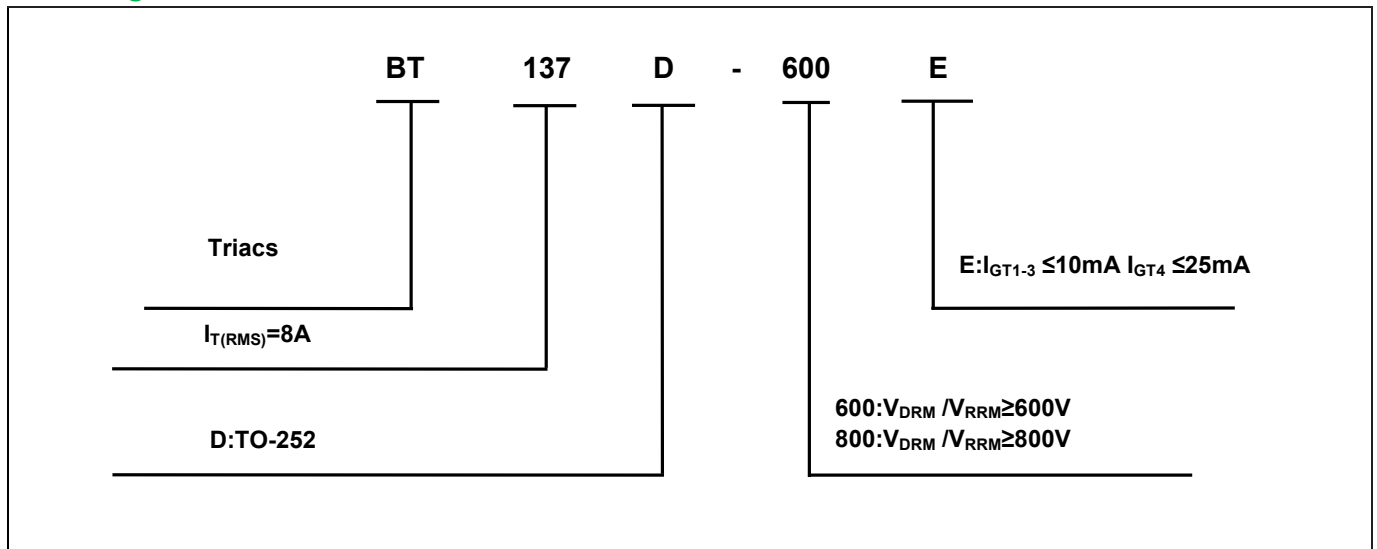 BT 137 D - 600 E
Triacs
E:IGT1-3 ≤10mA IGT4 ≤25mA
IT(RMS)=8A
600:VDRM /VRRM≥600V
D:TO-252
800:VDRM /VRRM≥800V